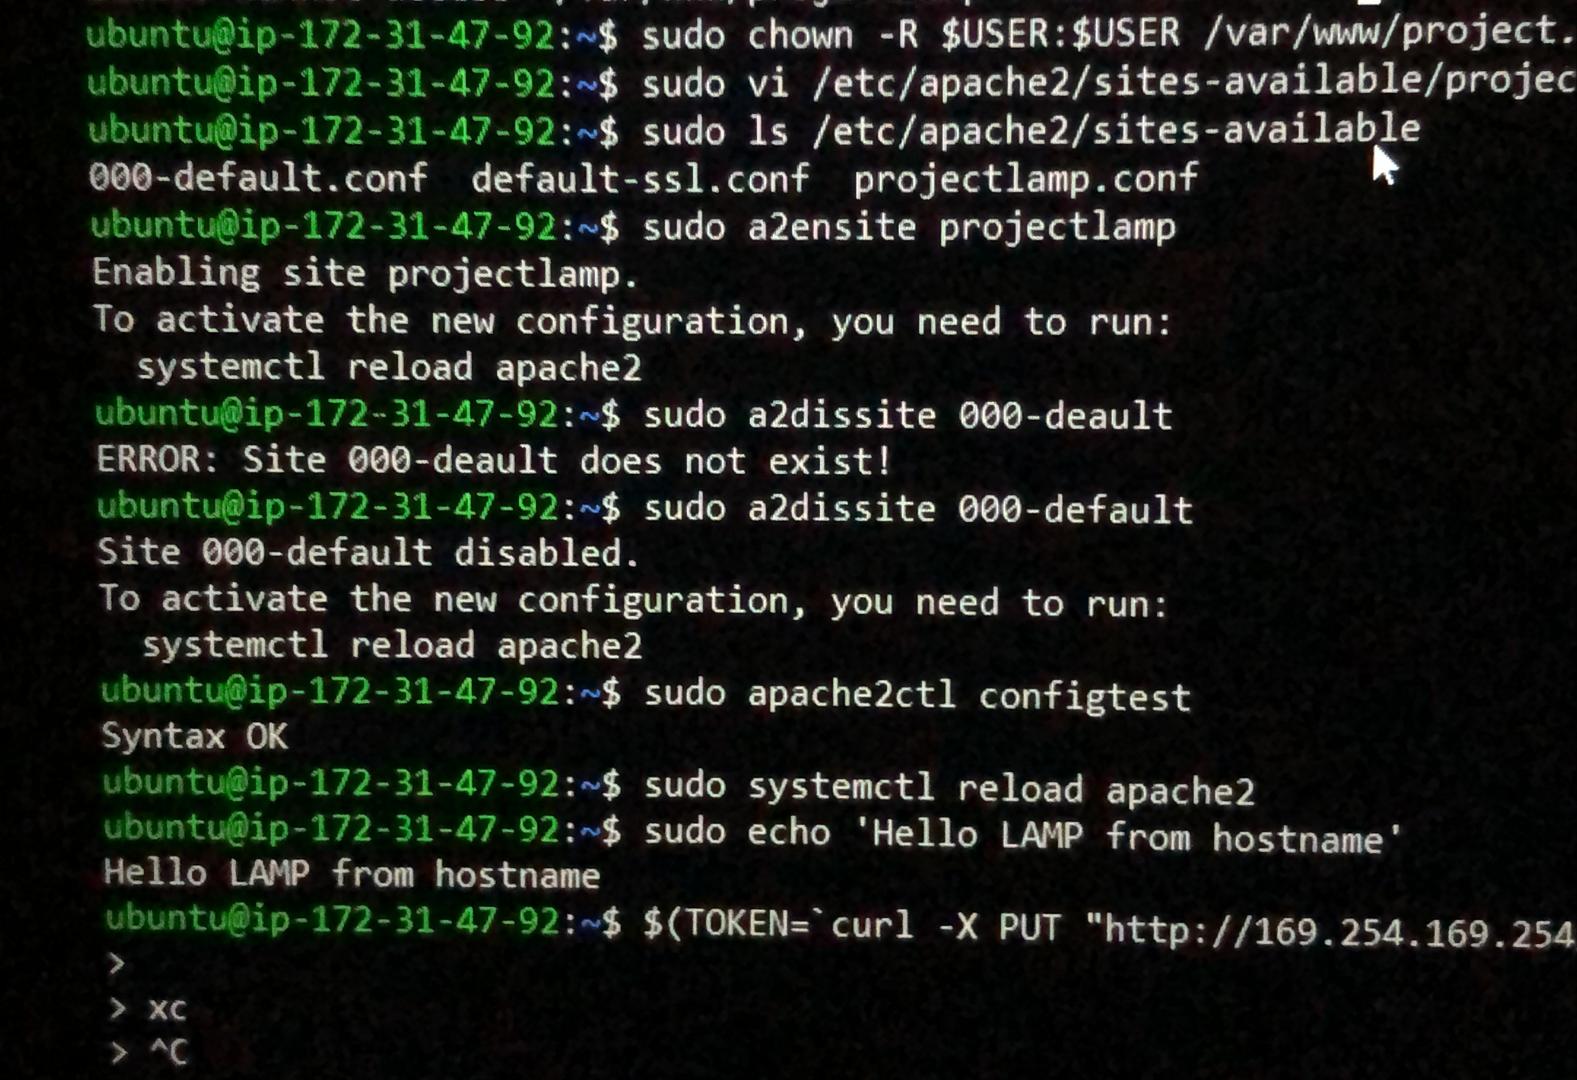 ubuntu@ip-172-31-47-92:~$ sudo chown -R $USER:$USER /var/www/project.
ubuntu@ip-172-31-47-92:~$ sudo vi /etc/apache2/sites-available/projec
ubuntu@ip-172-31-47-92:~$ sudo ls /etc/apache2/sites-available
000-default.conf  default-ssl.conf  projectlamp.conf
ubuntu@ip-172-31-47-92:~$ sudo a2ensite projectlamp
Enabling site projectlamp.
To activate the new configuration, you need to run:
  systemctl reload apache2
ubuntu@ip-172-31-47-92:~$ sudo a2dissite 000-deault
ERROR: Site 000-deault does not exist!
ubuntu@ip-172-31-47-92:~$ sudo a2dissite 000-default
Site 000-default disabled.
To activate the new configuration, you need to run:
  systemctl reload apache2
ubuntu@ip-172-31-47-92:~$ sudo apache2ctl configtest
Syntax OK
ubuntu@ip-172-31-47-92:~$ sudo systemctl reload apache2
ubuntu@ip-172-31-47-92:~$ sudo echo 'Hello LAMP from hostname'
Hello LAMP from hostname
ubuntu@ip-172-31-47-92:~$ $(TOKEN=`curl -X PUT "http://169.254.169.254
>
> xc
> ^C